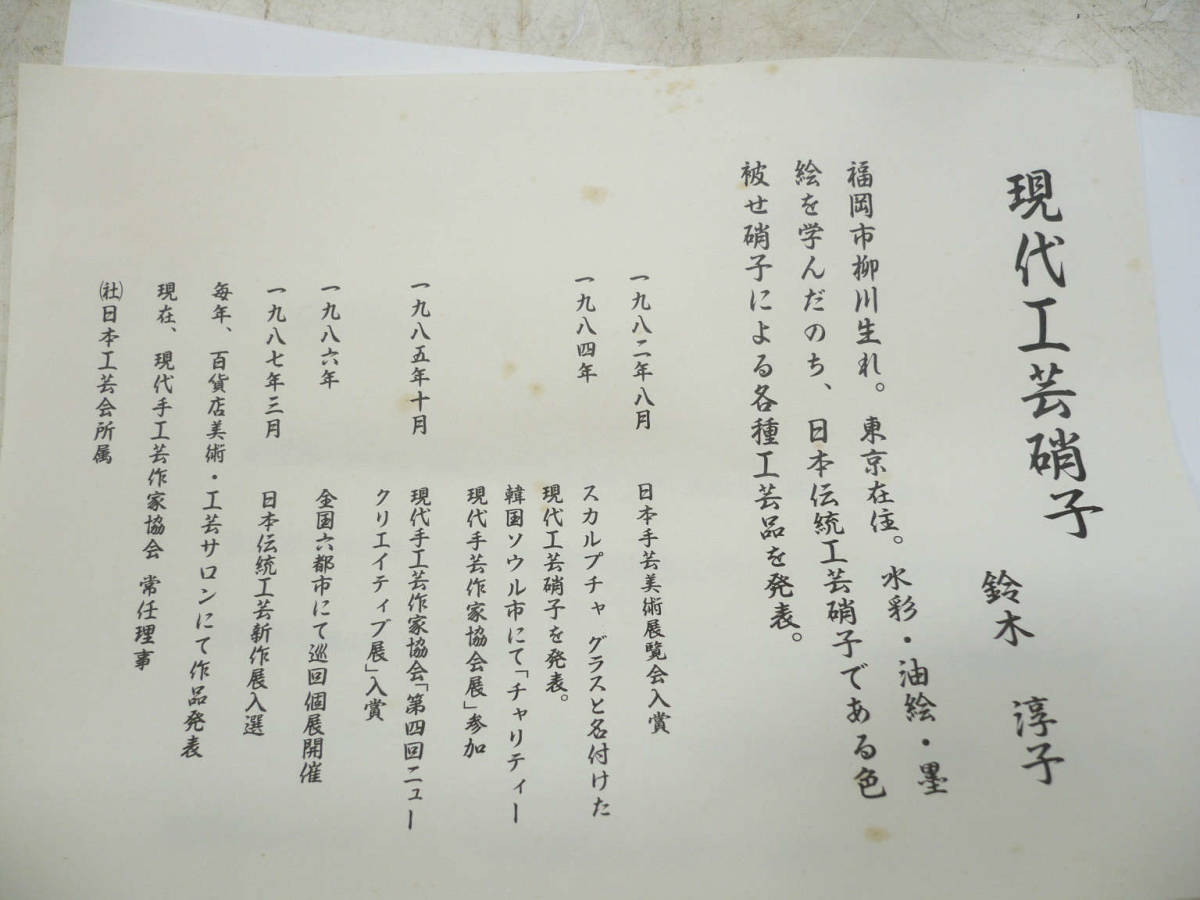 現代工芸硝子
鈴木 淳子
福岡市柳川生れ。東京在住。水彩・油絵・墨
絵を学んだのち、日本伝統工芸硝子である色
被せ硝子による各種工芸品を発表。
一九八二年八月 日本手芸美術展覧会入賞
一九八四年 スカルプチャグラスと名付けた
現代工芸硝子を発表。
韓国ソウル市にて「チャリティー
現代手芸作家協会展」参加
一九八五年十月 現代手工芸作家協会「第四回ニュー
クリエイティブ展」入賞
一九八六年 全国六都市にて巡回個展開催
一九八七年三月 日本伝統工芸新作展入選
毎年、百貨店美術・工芸サロンにて作品発表
現在、現代手工芸作家協会 常任理事
㈳日本工芸会所属